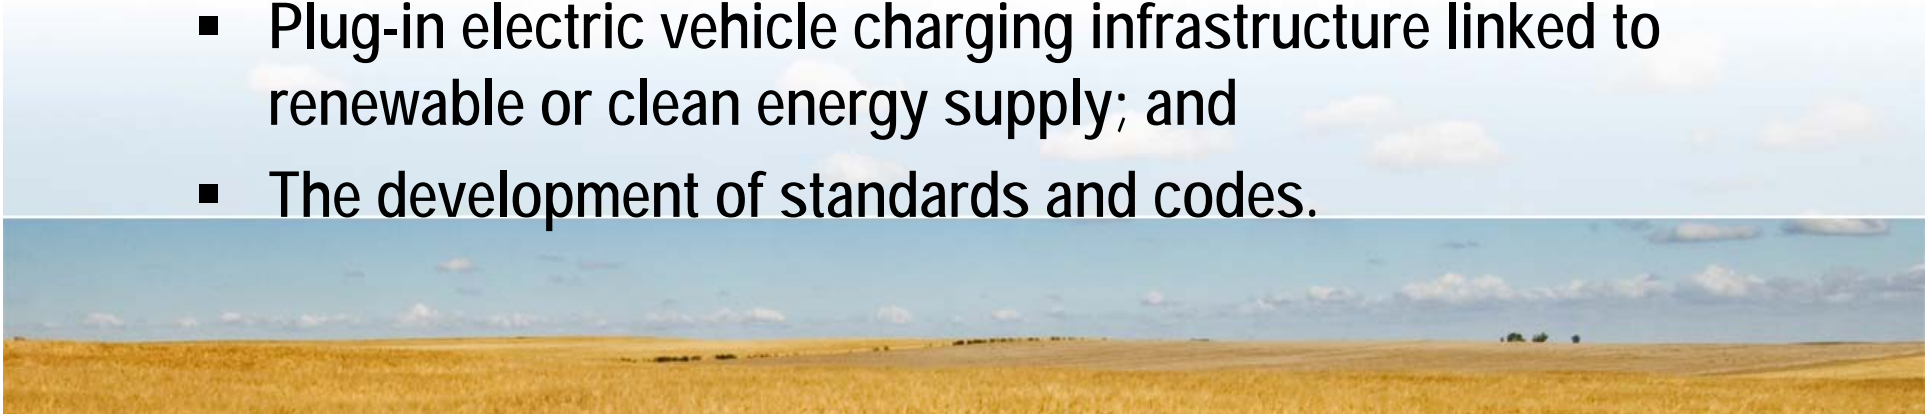 ▪ Plug-in electric vehicle charging infrastructure linked to
renewable or clean energy supply; and
▪ The development of standards and codes.